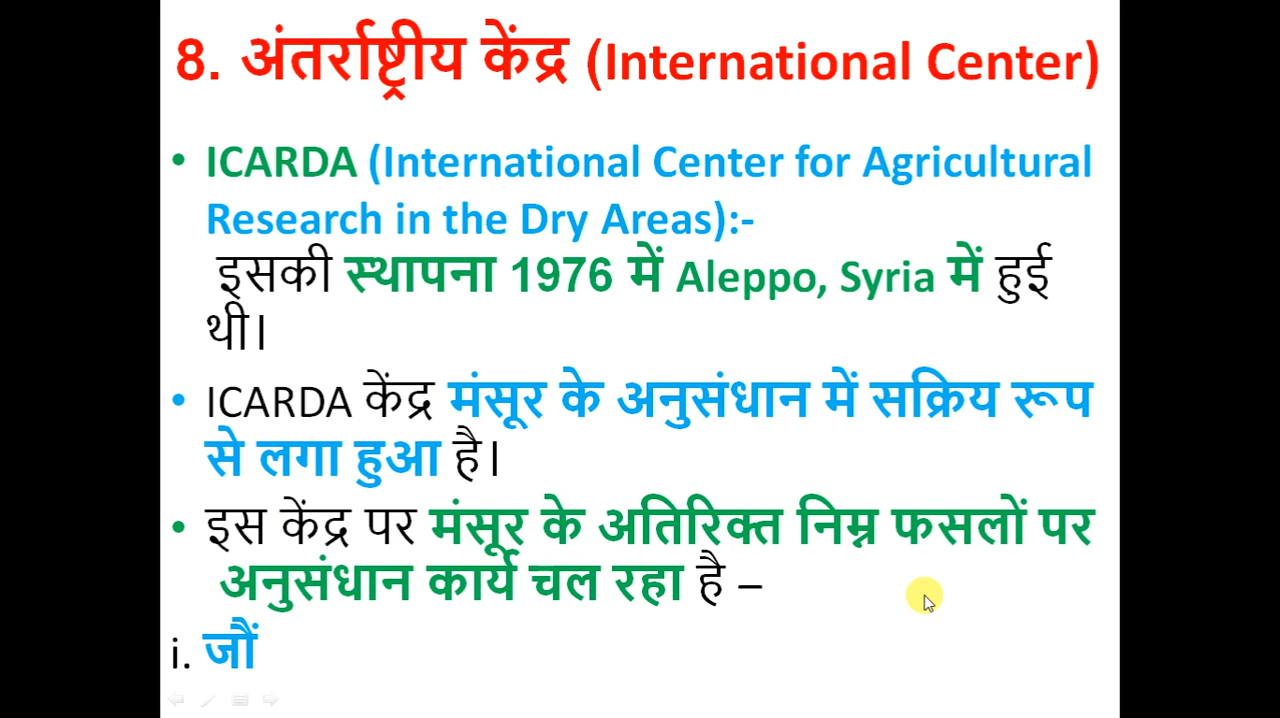 8. अंतर्राष्ट्रीय केंद्र (International Center)
• ICARDA (International Center for Agricultural
Research in the Dry Areas):-
इसकी स्थापना 1976 में Aleppo, Syria में हुई
थी।
• ICARDA केंद्र मंसूर के अनुसंधान में सक्रिय रूप
से लगा हुआ है।
• इस केंद्र पर मंसूर के अतिरिक्त निम्न फसलों पर
अनुसंधान कार्य चल रहा है –
i. जौं